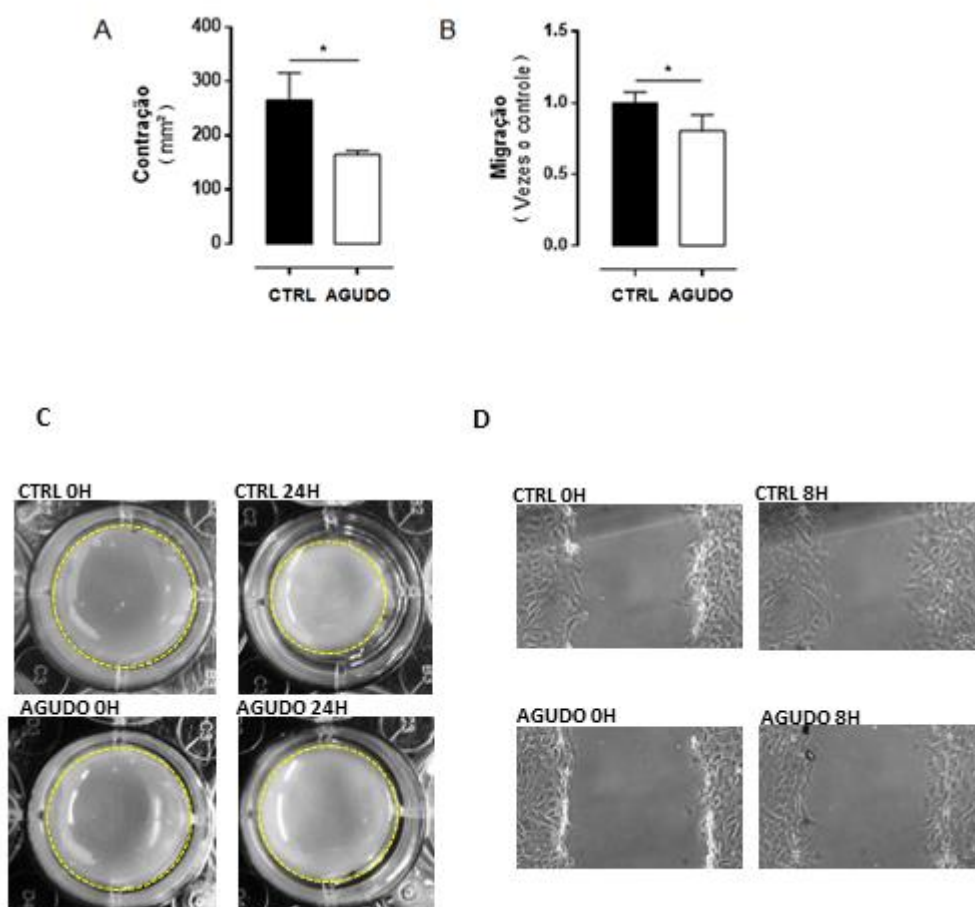 A
400
300
200
100
0
Contração
( mm²)
*
CTRL AGUDO
B
1.5
1.0
0.5
0.0
Migração
( Vezes o controle)
*
CTRL AGUDO
C
CTRL 0H
CTRL 24H
AGUDO 0H
AGUDO 24H
D
CTRL 0H
CTRL 8H
AGUDO 0H
AGUDO 8H